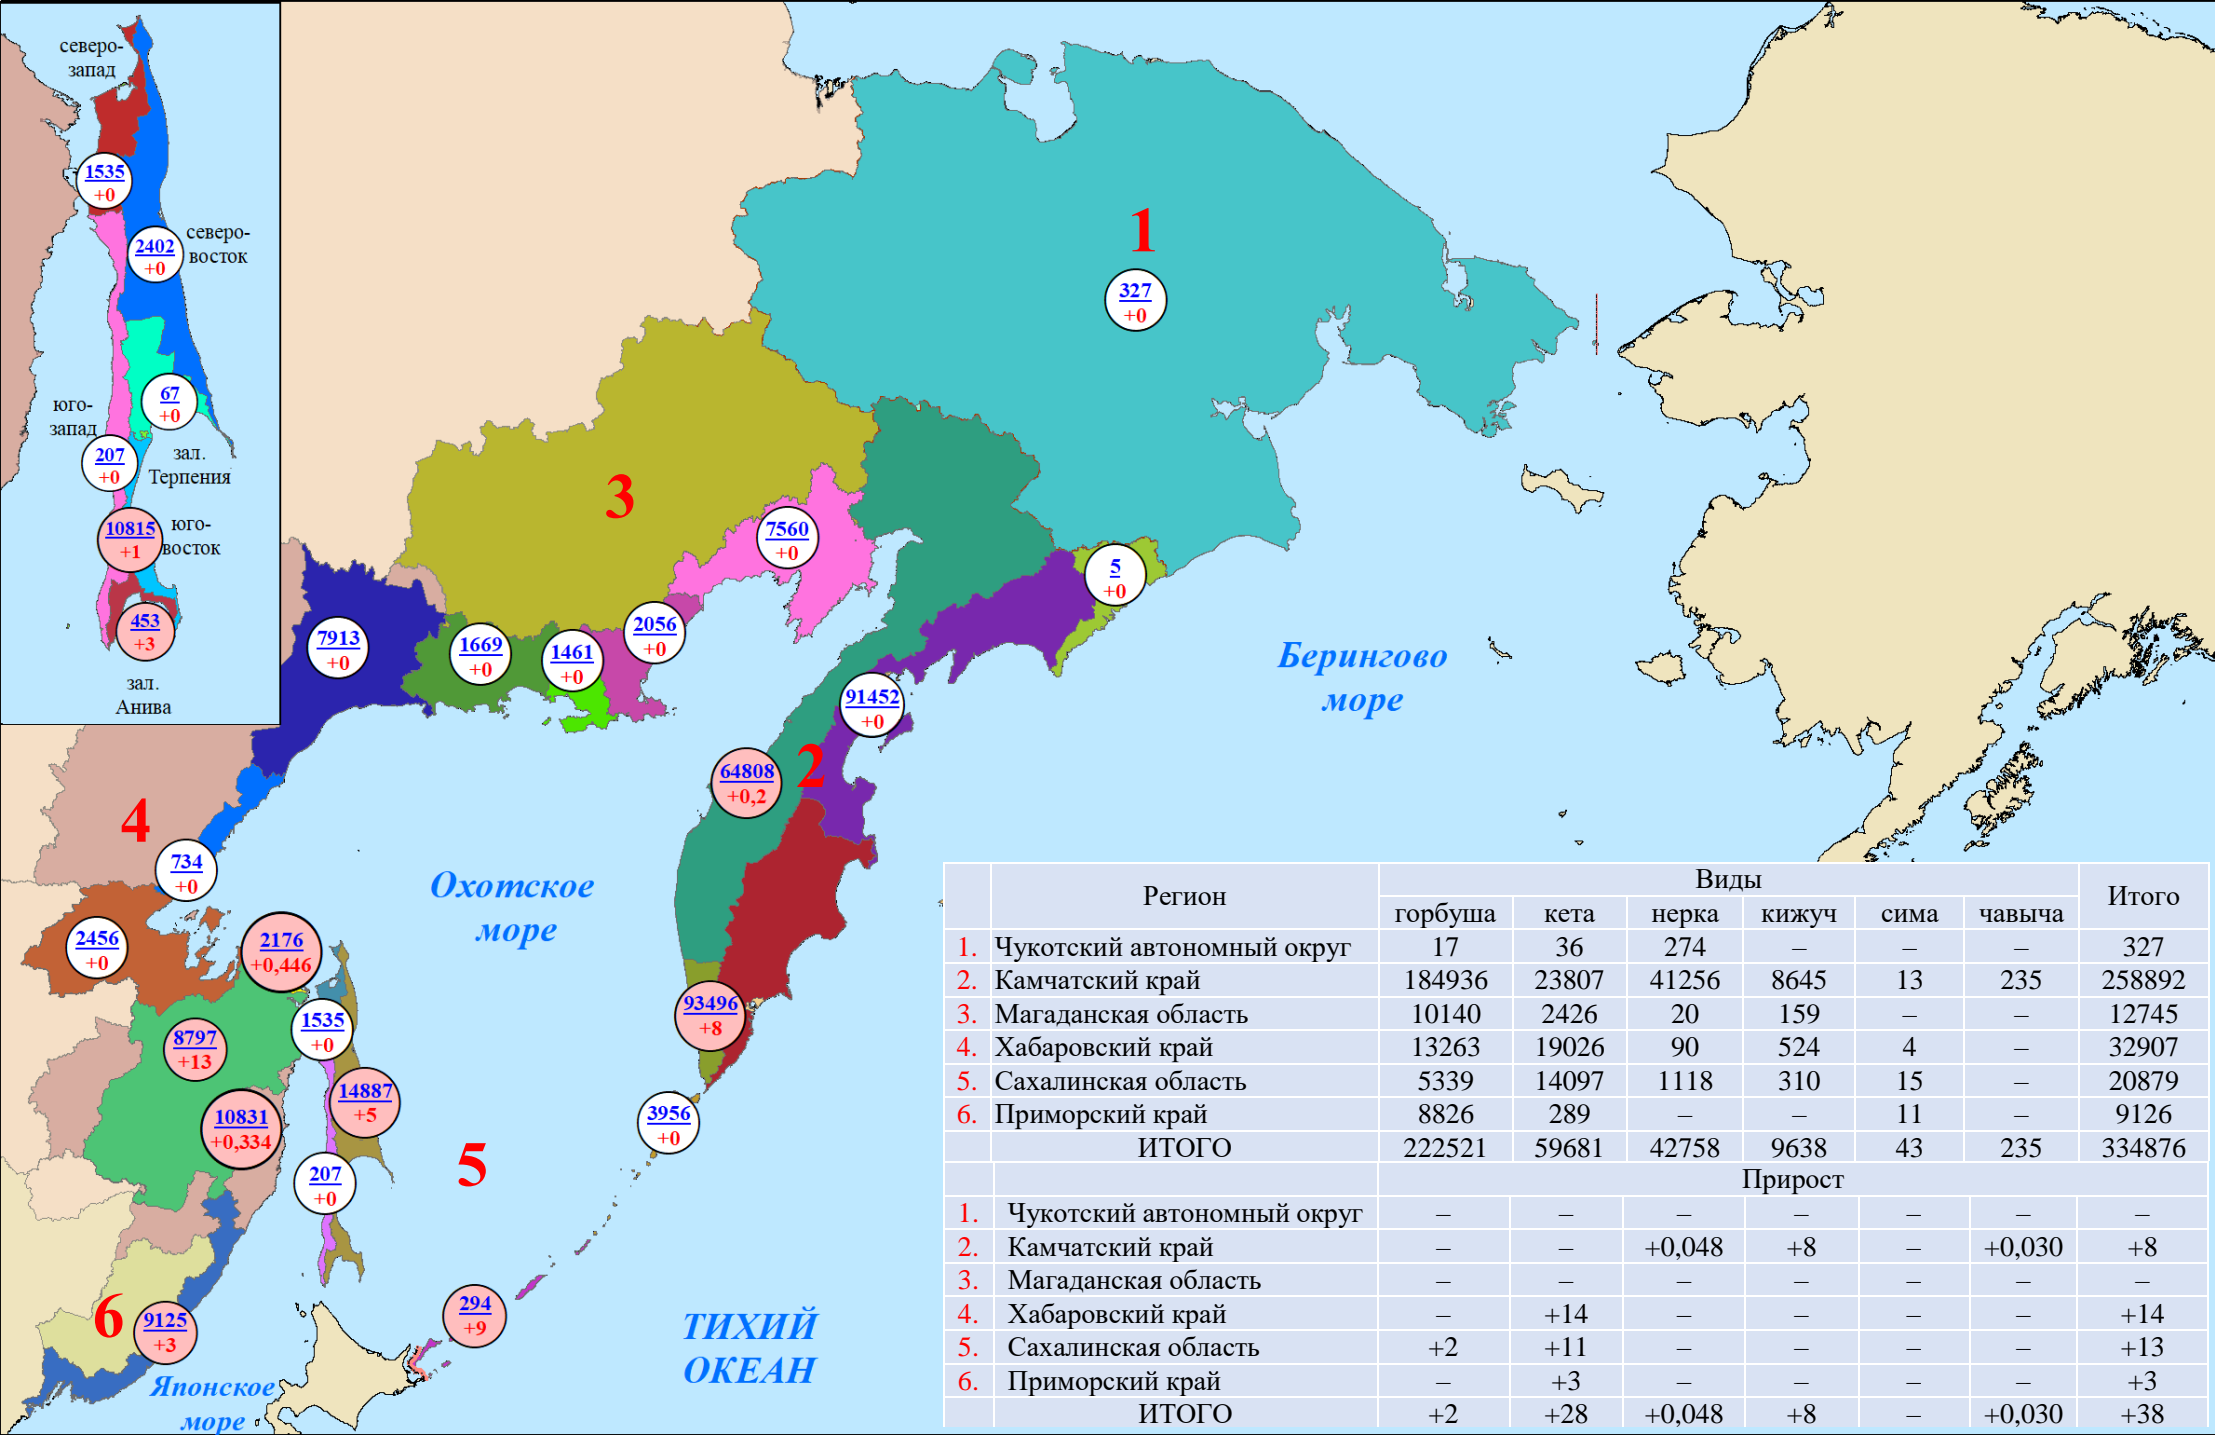 северо-
запад
1535
+0
северо-
восток
2402
+0
67
+0
юго-
запад
207
+0
зал.
Терпения
юго-
восток
10815
+1
453
+3
зал.
Анива
1
327
+0
3
7560
+0
5
+0
7913
+0
1669
+0
1461
+0
2056
+0
91452
+0
Берингово
море
2
64808
+0,2
4
734
+0
Охотское
море
2456
+0
2176
+0,446
8797
+13
1535
+0
93496
+8
14887
+5
10831
+0,334
3956
+0
5
207
+0
6
9125
+3
294
+9
ТИХИЙ
ОКЕАН
Японское
море
Регион Виды Итого
горбуша кета нерка кижуч сима чавыча
1. Чукотский автономный округ 17 36 274 – – – 327
2. Камчатский край 184936 23807 41256 8645 13 235 258892
3. Магаданская область 10140 2426 20 159 – – 12745
4. Хабаровский край 13263 19026 90 524 4 – 32907
5. Сахалинская область 5339 14097 1118 310 15 – 20879
6. Приморский край 8826 289 – – 11 – 9126
ИТОГО 222521 59681 42758 9638 43 235 334876
Прирост
1. Чукотский автономный округ – – – – – – –
2. Камчатский край – – +0,048 +8 – +0,030 +8
3. Магаданская область – – – – – – –
4. Хабаровский край – +14 – – – – +14
5. Сахалинская область +2 +11 – – – – +13
6. Приморский край – +3 – – – – +3
ИТОГО +2 +28 +0,048 +8 – +0,030 +38